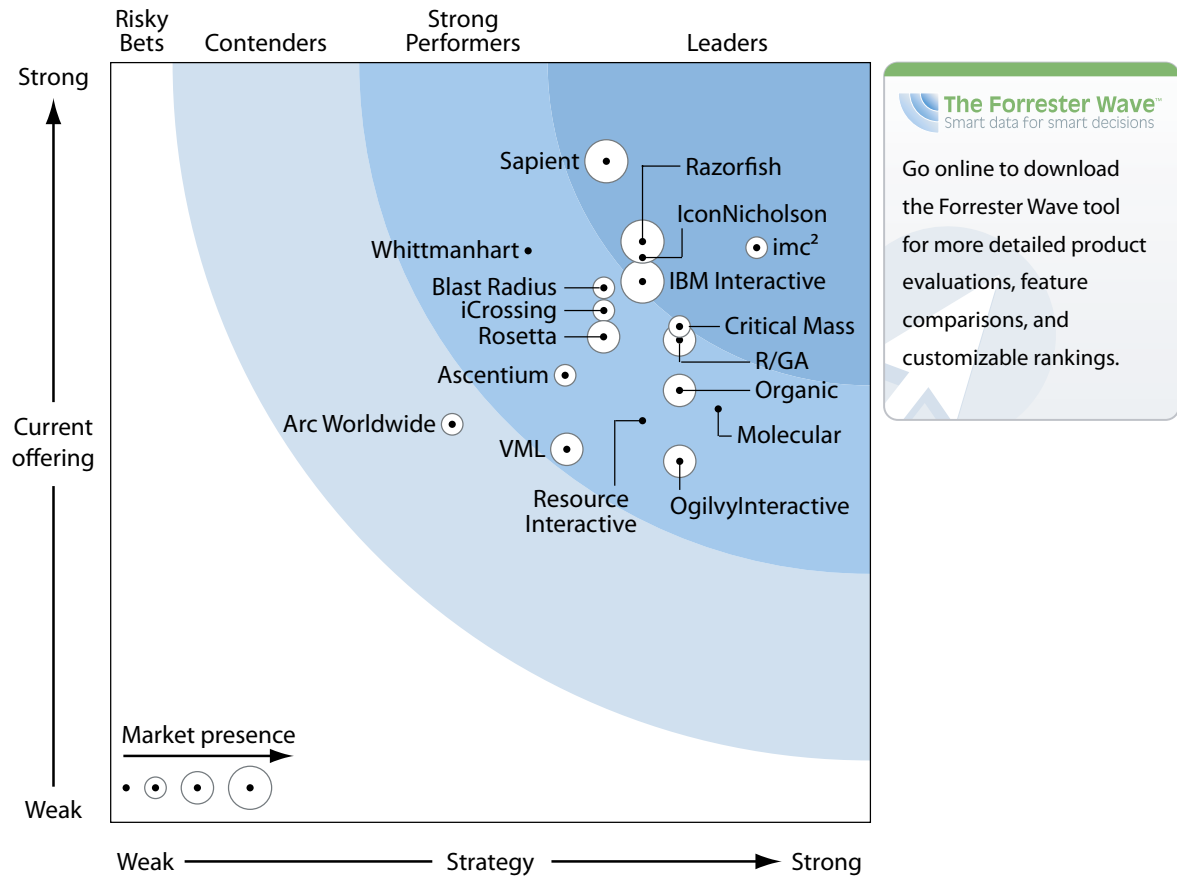 Risky
Bets
Contenders
Strong
Performers
Leaders
Strong
Current
offering
Weak
Sapient
Razorfish
IconNicholson
Whittmanhart
imc²
Blast Radius
IBM Interactive
iCrossing
Rosetta
Critical Mass
R/GA
Ascentium
Organic
Arc Worldwide
Molecular
VML
Resource
Interactive
OgilvyInteractive
Market presence
Weak
Strategy
Strong
The Forrester Wave™
Smart data for smart decisions
Go online to download
the Forrester Wave tool
for more detailed product
evaluations, feature
comparisons, and
customizable rankings.